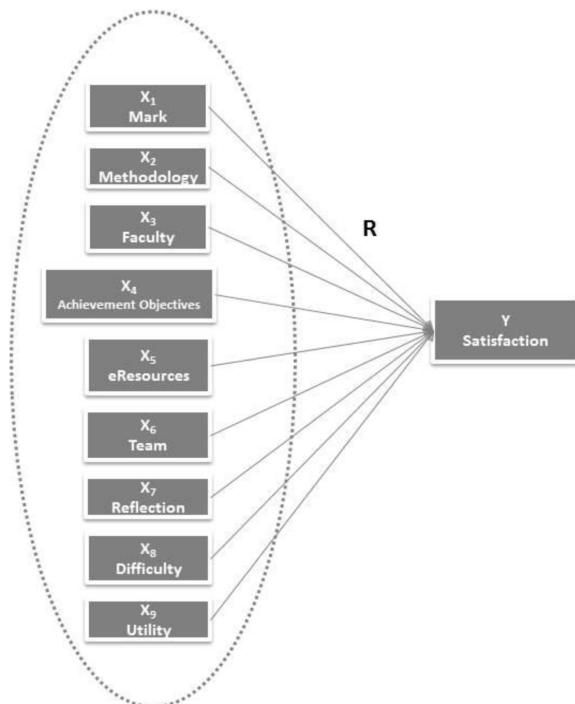 X₁
Mark
X₂
Methodology
X₃
Faculty
R
X₄
Achievement Objectives
Y
Satisfaction
X₅
eResources
X₆
Team
X₇
Reflection
X₈
Difficulty
X₉
Utility